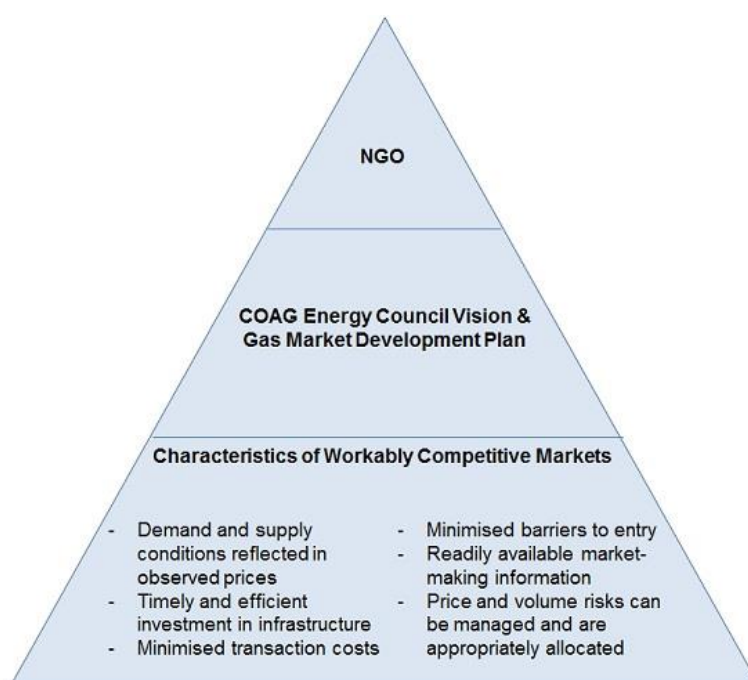 NGO
COAG Energy Council Vision &
Gas Market Development Plan
Characteristics of Workably Competitive Markets
- Demand and supply
conditions reflected in
observed prices
- Timely and efficient
investment in infrastructure
- Minimised transaction costs
- Minimised barriers to entry
- Readily available market-
making information
- Price and volume risks can
be managed and are
appropriately allocated